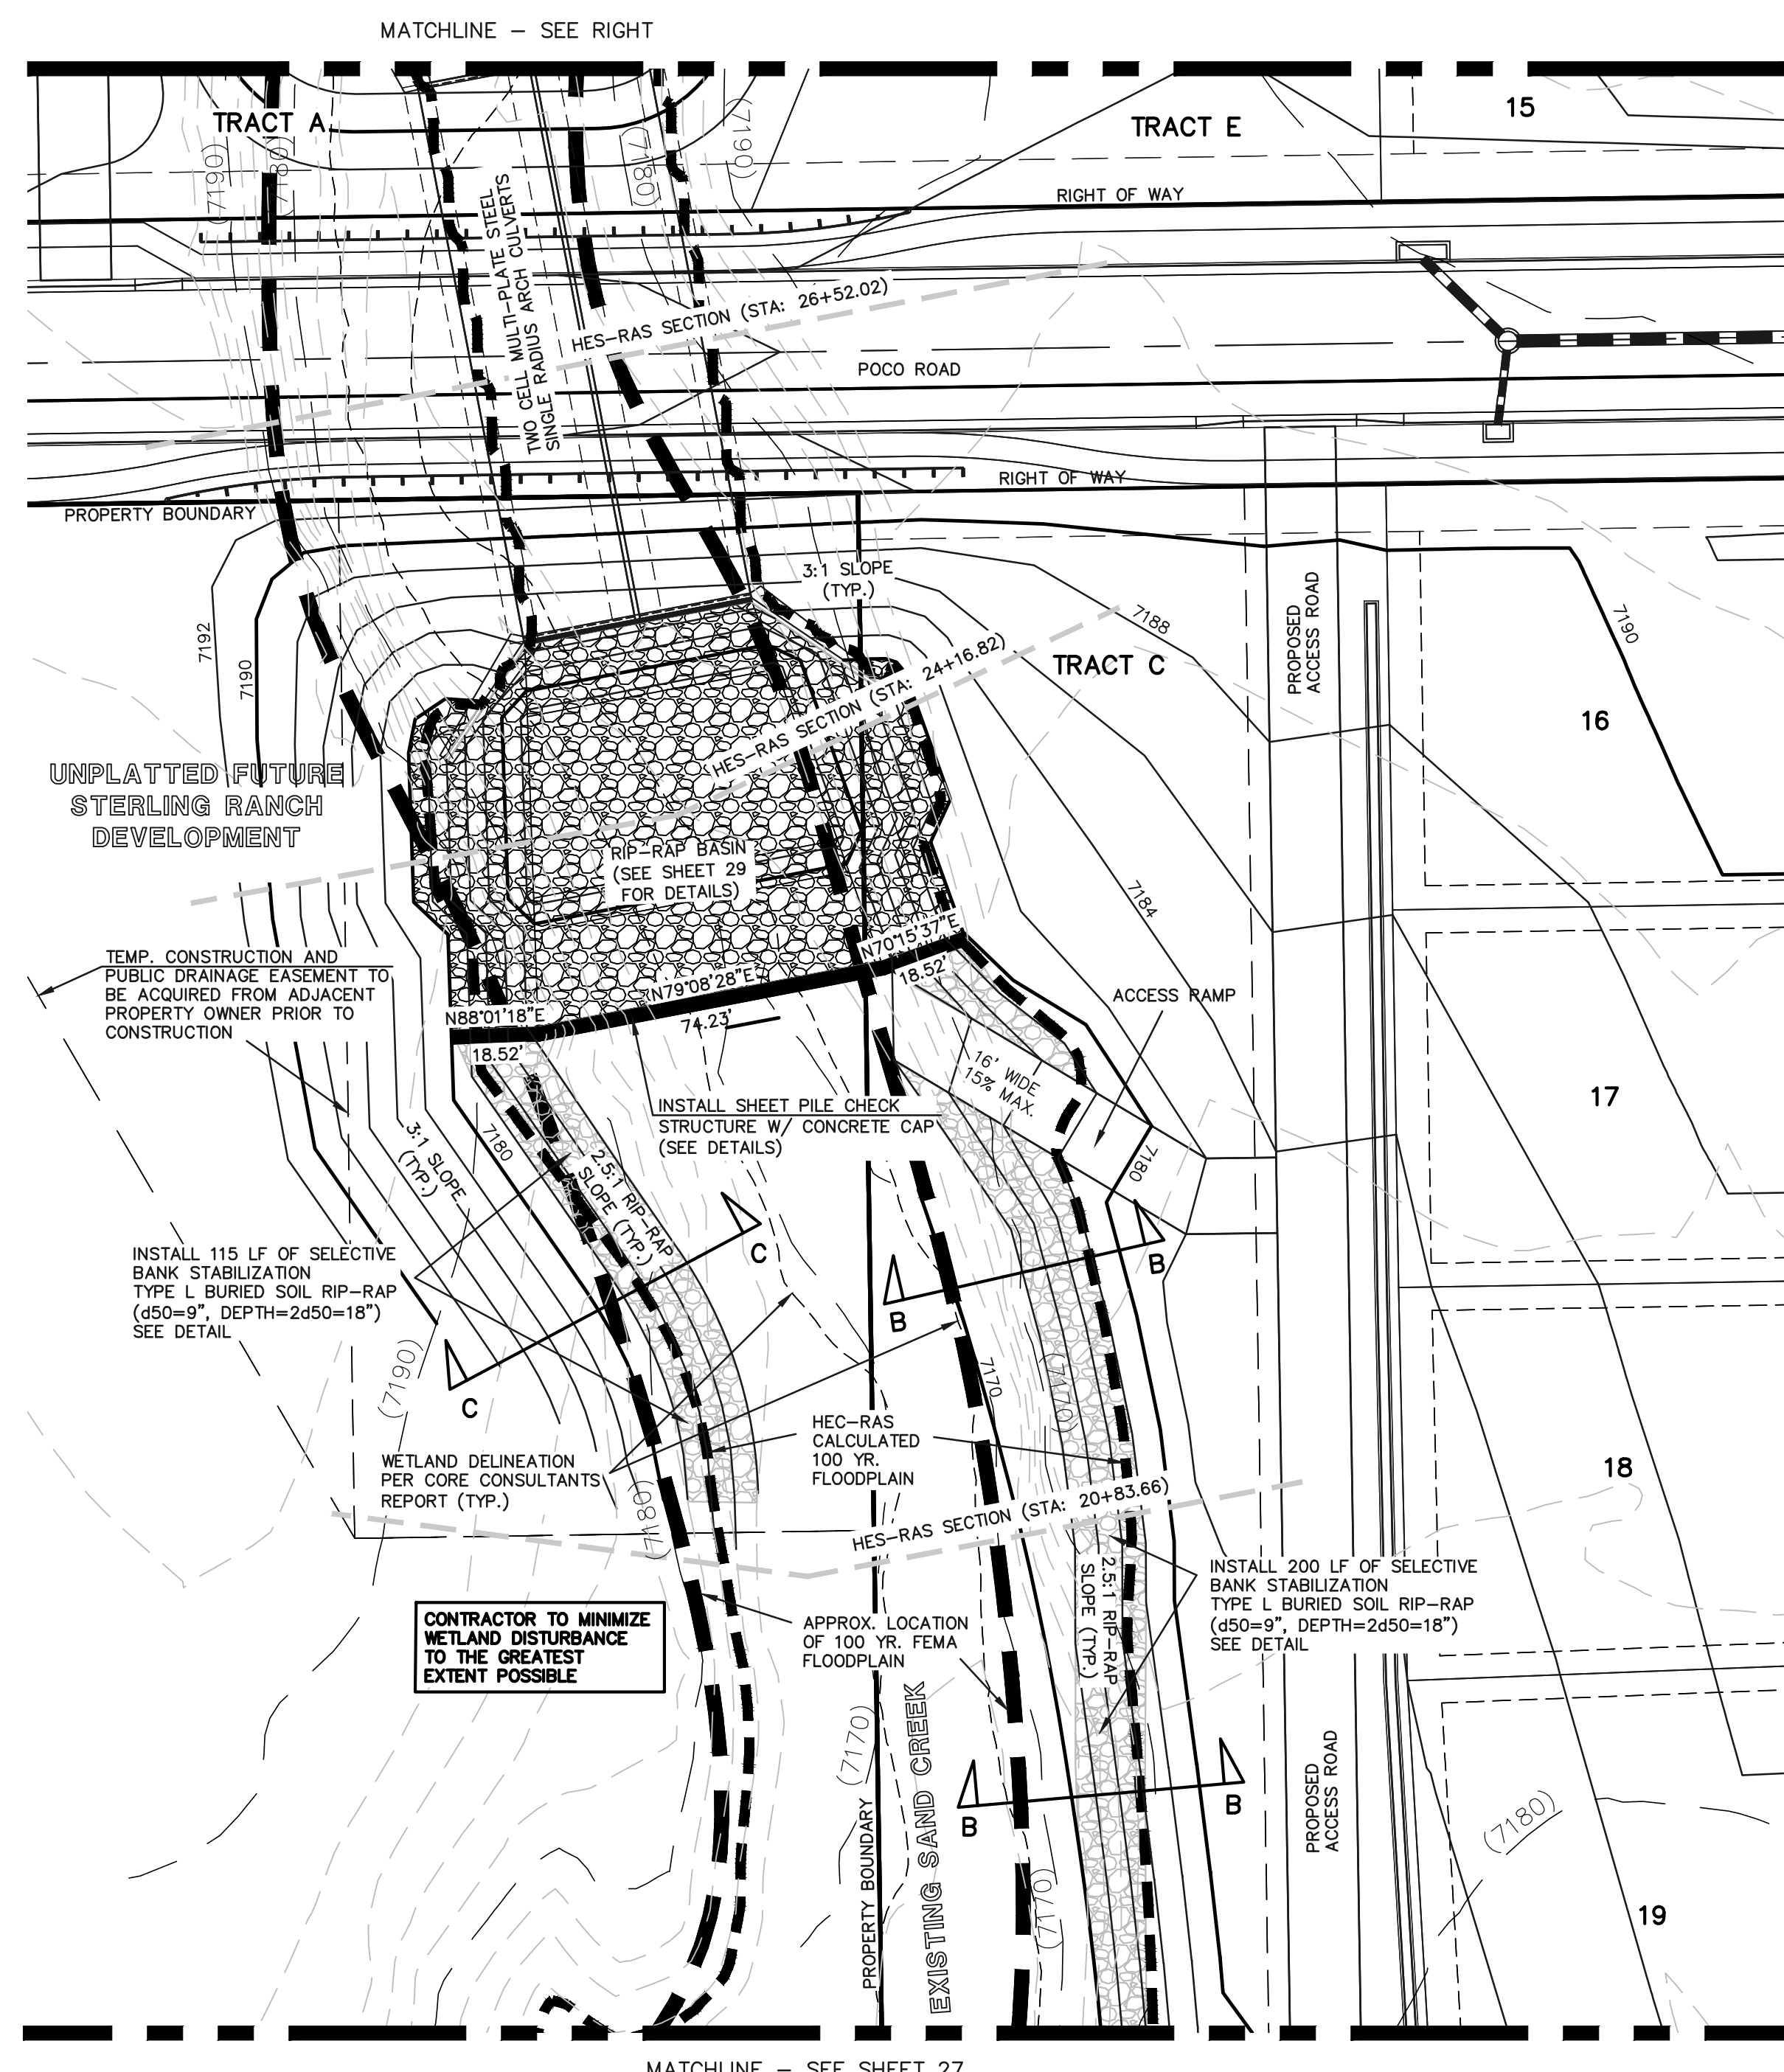 MATCHLINE – SEE RIGHT
TRACT A
(7190)
(7180)
(7180)
(7190)
TRACT E
15
RIGHT OF WAY
TWO CELL MULTI–PLATE STEEL
SINGLE RADIUS ARCH CULVERTS
HES–RAS SECTION (STA: 26+52.02)
POCO ROAD
RIGHT OF WAY
PROPERTY BOUNDARY
3:1 SLOPE
(TYP.)
7192
7190
7188
PROPOSED
ACCESS ROAD
7190
TRACT C
16
HES–RAS SECTION (STA: 24+16.82)
UNPLATTED FUTURE
STERLING RANCH
DEVELOPMENT
RIP–RAP BASIN
(SEE SHEET 29
FOR DETAILS)
7184
N70°15'37"E
18.52'
N79°08'28"E
74.23'
N88°01'18"E
18.52'
TEMP. CONSTRUCTION AND
PUBLIC DRAINAGE EASEMENT TO
BE ACQUIRED FROM ADJACENT
PROPERTY OWNER PRIOR TO
CONSTRUCTION
ACCESS RAMP
16' WIDE
15% MAX.
17
INSTALL SHEET PILE CHECK
STRUCTURE W/ CONCRETE CAP
(SEE DETAILS)
7180
3:1 SLOPE
(TYP.)
2.5:1 RIP–RAP
SLOPE (TYP.)
7180
C
C
B
B
INSTALL 115 LF OF SELECTIVE
BANK STABILIZATION
TYPE L BURIED SOIL RIP–RAP
(d50=9", DEPTH=2d50=18")
SEE DETAIL
(7190)
7170
(7170)
HEC–RAS
CALCULATED
100 YR.
FLOODPLAIN
WETLAND DELINEATION
PER CORE CONSULTANTS
REPORT (TYP.)
(7180)
18
HES–RAS SECTION (STA: 20+83.66)
2.5:1 RIP–RAP
SLOPE (TYP.)
INSTALL 200 LF OF SELECTIVE
BANK STABILIZATION
TYPE L BURIED SOIL RIP–RAP
(d50=9", DEPTH=2d50=18")
SEE DETAIL
CONTRACTOR TO MINIMIZE
WETLAND DISTURBANCE
TO THE GREATEST
EXTENT POSSIBLE
APPROX. LOCATION
OF 100 YR. FEMA
FLOODPLAIN
(7170)
PROPERTY BOUNDARY
EXISTING SAND CREEK
B
B
(7170)
PROPOSED
ACCESS ROAD
(7180)
19
MATCHLINE – SEE SHEET 27